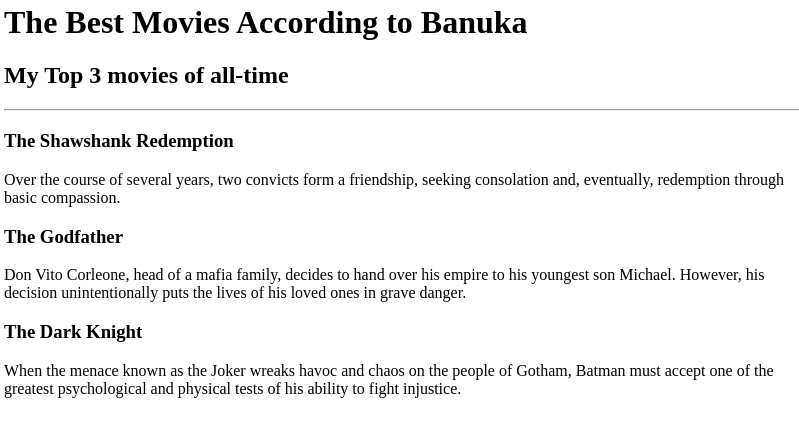 The Best Movies According to Banuka
My Top 3 movies of all-time
The Shawshank Redemption
Over the course of several years, two convicts form a friendship, seeking consolation and, eventually, redemption through
basic compassion.
The Godfather
Don Vito Corleone, head of a mafia family, decides to hand over his empire to his youngest son Michael. However, his
decision unintentionally puts the lives of his loved ones in grave danger.
The Dark Knight
When the menace known as the Joker wreaks havoc and chaos on the people of Gotham, Batman must accept one of the
greatest psychological and physical tests of his ability to fight injustice.